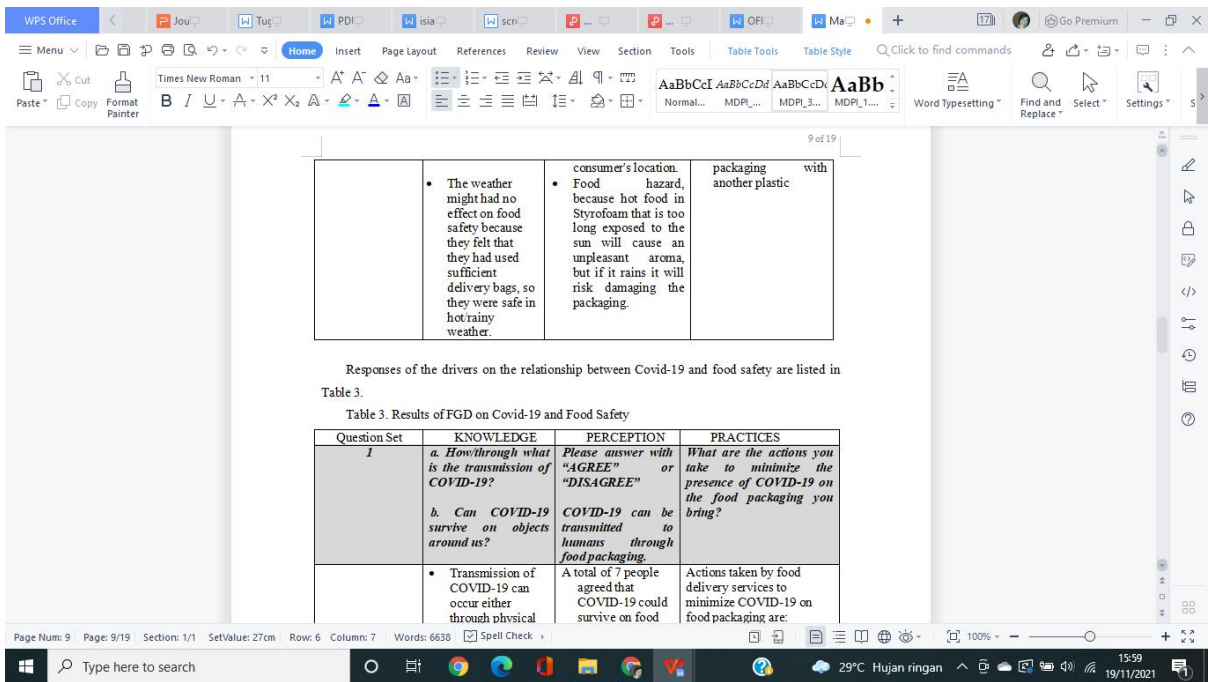 WPS Office
Jou
Tug
PDI
isia
scre
...
...
OFI
Ma
+
17
Go Premium
Menu
Home
Insert
Page Layout
References
Review
View
Section
Tools
Table Tools
Table Style
Click to find commands
Paste
Cut
Copy
Format Painter
Times New Roman
11
AaBbCcI
AaBbCcDd
AaBbCcDc
AaBb
Normal...
MDPI_...
MDPI_3...
MDPI_1....
Word Typesetting
Find and Replace
Select
Settings
S
9 of 19
The weather
might had no
effect on food
safety because
they felt that
they had used
sufficient
delivery bags, so
they were safe in
hot/rainy
weather.
consumer's location.
• Food hazard,
because hot food in
Styrofoam that is too
long exposed to the
sun will cause an
unpleasant aroma,
but if it rains it will
risk damaging the
packaging.
packaging with
another plastic
Responses of the drivers on the relationship between Covid-19 and food safety are listed in
Table 3.
Table 3. Results of FGD on Covid-19 and Food Safety
Question Set KNOWLEDGE PERCEPTION PRACTICES
1
a. How/through what
is the transmission of
COVID-19?
b. Can COVID-19
survive on objects
around us?
Please answer with
“AGREE” or
“DISAGREE”
COVID-19 can be
transmitted to
humans through
food packaging.
What are the actions you
take to minimize the
presence of COVID-19 on
the food packaging you
bring?
• Transmission of
COVID-19 can
occur either
through physical
A total of 7 people
agreed that
COVID-19 could
survive on food
Actions taken by food
delivery services to
minimize COVID-19 on
food packaging are:
Page Num: 9 Page: 9/19 Section: 1/1 SetValue: 27cm Row: 6 Column: 7 Words: 6638 Spell Check
100%
Type here to search
29°C Hujan ringan
15:59
19/11/2021